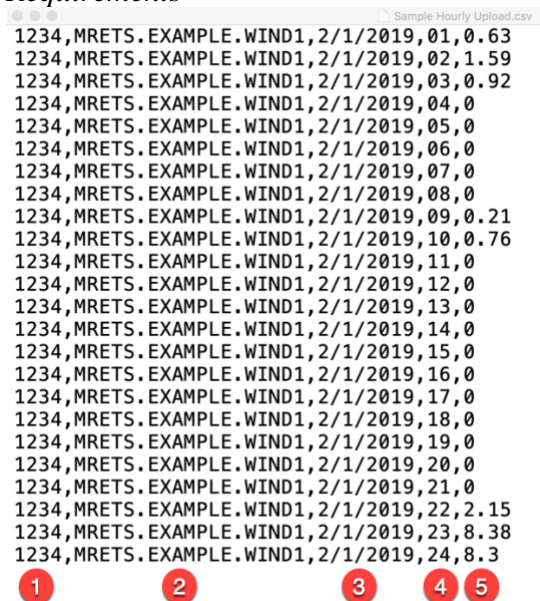 Requirements
Sample Hourly Upload.csv
1234,MRETS.EXAMPLE.WIND1,2/1/2019,01,0.63
1234,MRETS.EXAMPLE.WIND1,2/1/2019,02,1.59
1234,MRETS.EXAMPLE.WIND1,2/1/2019,03,0.92
1234,MRETS.EXAMPLE.WIND1,2/1/2019,04,0
1234,MRETS.EXAMPLE.WIND1,2/1/2019,05,0
1234,MRETS.EXAMPLE.WIND1,2/1/2019,06,0
1234,MRETS.EXAMPLE.WIND1,2/1/2019,07,0
1234,MRETS.EXAMPLE.WIND1,2/1/2019,08,0
1234,MRETS.EXAMPLE.WIND1,2/1/2019,09,0.21
1234,MRETS.EXAMPLE.WIND1,2/1/2019,10,0.76
1234,MRETS.EXAMPLE.WIND1,2/1/2019,11,0
1234,MRETS.EXAMPLE.WIND1,2/1/2019,12,0
1234,MRETS.EXAMPLE.WIND1,2/1/2019,13,0
1234,MRETS.EXAMPLE.WIND1,2/1/2019,14,0
1234,MRETS.EXAMPLE.WIND1,2/1/2019,15,0
1234,MRETS.EXAMPLE.WIND1,2/1/2019,16,0
1234,MRETS.EXAMPLE.WIND1,2/1/2019,17,0
1234,MRETS.EXAMPLE.WIND1,2/1/2019,18,0
1234,MRETS.EXAMPLE.WIND1,2/1/2019,19,0
1234,MRETS.EXAMPLE.WIND1,2/1/2019,20,0
1234,MRETS.EXAMPLE.WIND1,2/1/2019,21,0
1234,MRETS.EXAMPLE.WIND1,2/1/2019,22,2.15
1234,MRETS.EXAMPLE.WIND1,2/1/2019,23,8.38
1234,MRETS.EXAMPLE.WIND1,2/1/2019,24,8.3
1 2 3 4 5